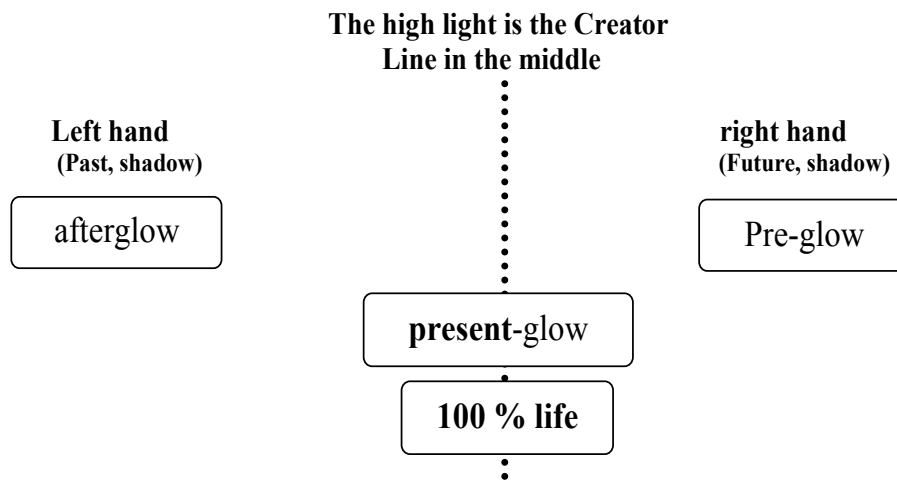 The high light is the Creator
Line in the middle
Left hand
(Past, shadow)
right hand
(Future, shadow)
afterglow
Pre-glow
present-glow
100 % life